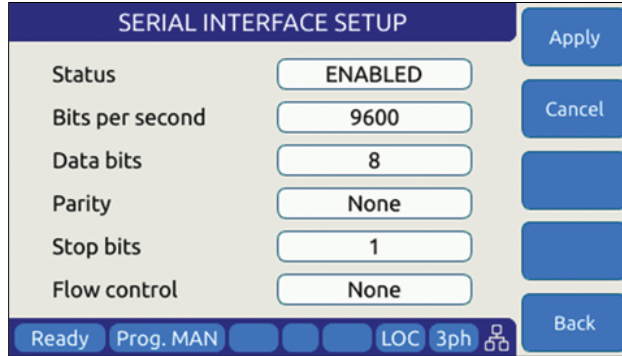 SERIAL INTERFACE SETUP
Apply
Status ENABLED
Bits per second 9600
Cancel
Data bits 8
Parity None
Stop bits 1
Flow control None
Back
Ready Prog. MAN LOC 3ph